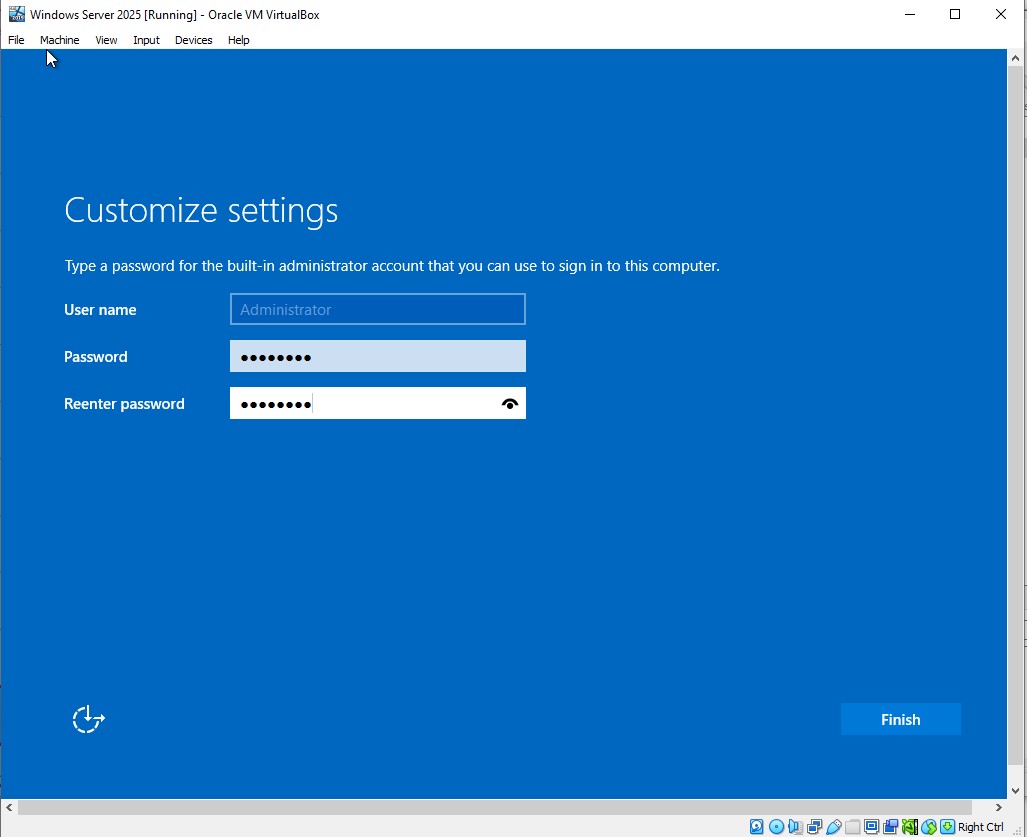 Windows Server 2025 [Running] - Oracle VM VirtualBox
File Machine View Input Devices Help
Customize settings
Type a password for the built-in administrator account that you can use to sign in to this computer.
User name Administrator
Password ••••••••
Reenter password ••••••••
Finish
Right Ctrl